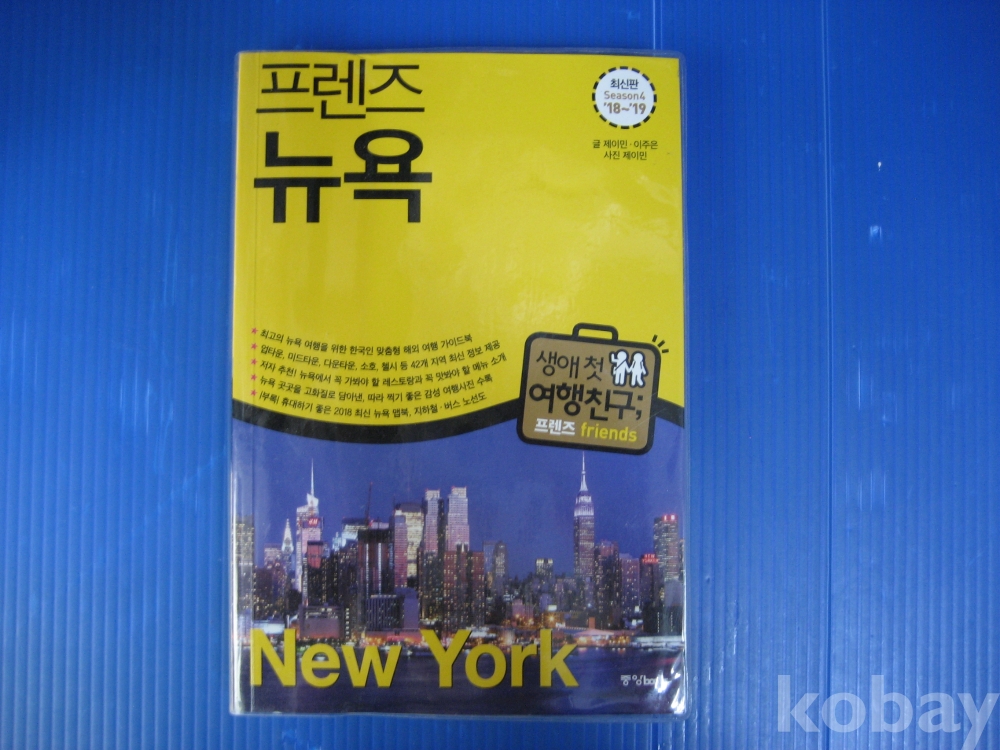 프렌즈
뉴욕
최신판
Season4
'18~'19
글 제이민·이주은
사진 제이민
★ 최고의 뉴욕 여행을 위한 한국인 맞춤형 해외 여행 가이드북
★ 업타운, 미드타운, 다운타운, 소호, 첼시 등 42개 지역 최신 정보 제공
★ 저자 추천! 뉴욕에서 꼭 가봐야 할 레스토랑과 꼭 맛봐야 할 메뉴 소개
★ 뉴욕 곳곳을 고화질로 담아낸, 따라 찍기 좋은 감성 여행사진 수록
★ |부록| 휴대하기 좋은 2018 최신 뉴욕 맵북, 지하철·버스 노선도
생애 첫
여행친구;
프렌즈 friends
New York
중앙books
kobay